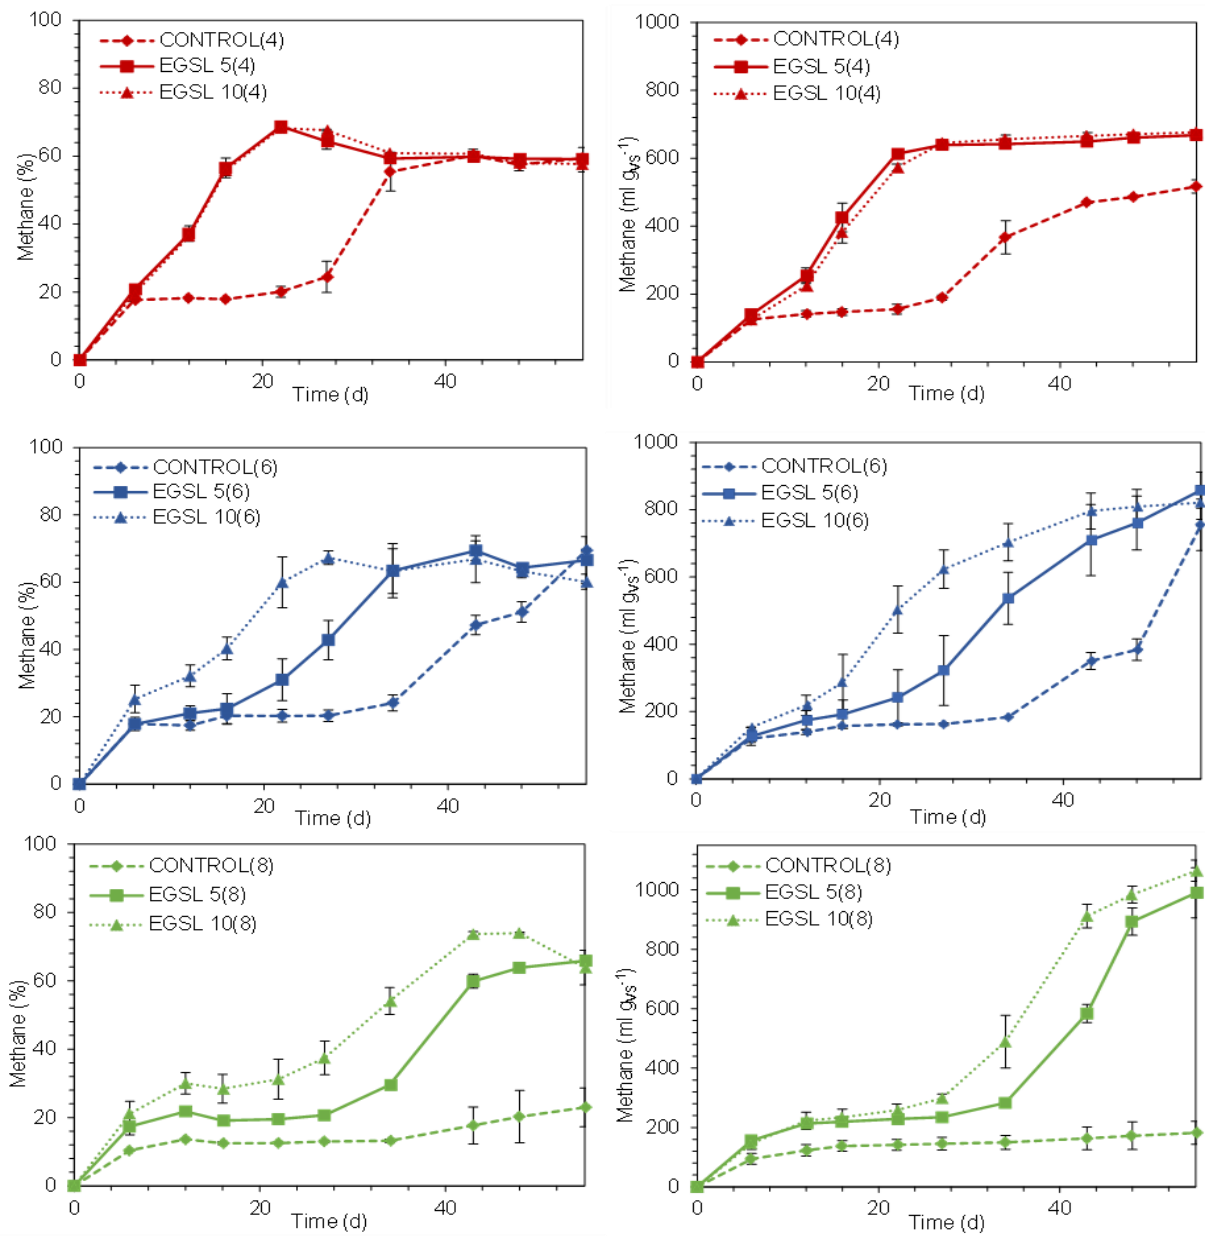 100
80
60
40
20
0
Methane (%)
CONTROL(4)
EGSL 5(4)
EGSL 10(4)
0
20
40
Time (d)
1000
800
600
400
200
0
Methane (ml gvs-1)
CONTROL(4)
EGSL 5(4)
EGSL 10(4)
0
20
40
Time (d)
100
80
60
40
20
0
Methane (%)
CONTROL(6)
EGSL 5(6)
EGSL 10(6)
0
20
40
Time (d)
1000
800
600
400
200
0
Methane (ml gvs-1)
CONTROL(6)
EGSL 5(6)
EGSL 10(6)
0
20
40
Time (d)
100
80
60
40
20
0
Methane (%)
CONTROL(8)
EGSL 5(8)
EGSL 10(8)
0
20
40
Time (d)
1000
800
600
400
200
0
Methane (ml gvs-1)
CONTROL(8)
EGSL 5(8)
EGSL 10(8)
0
20
40
Time (d)